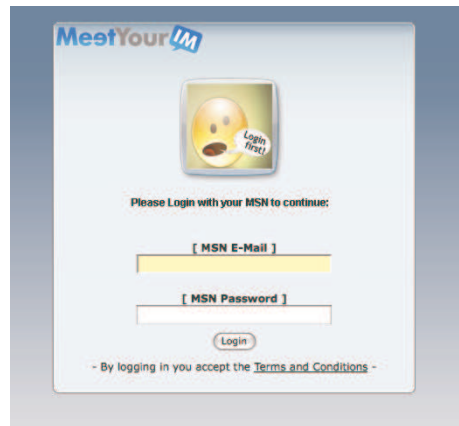 MeetYourIM
Login
first!
Please Login with your MSN to continue:
[ MSN E-Mail ]
[ MSN Password ]
Login
- By logging in you accept the Terms and Conditions -